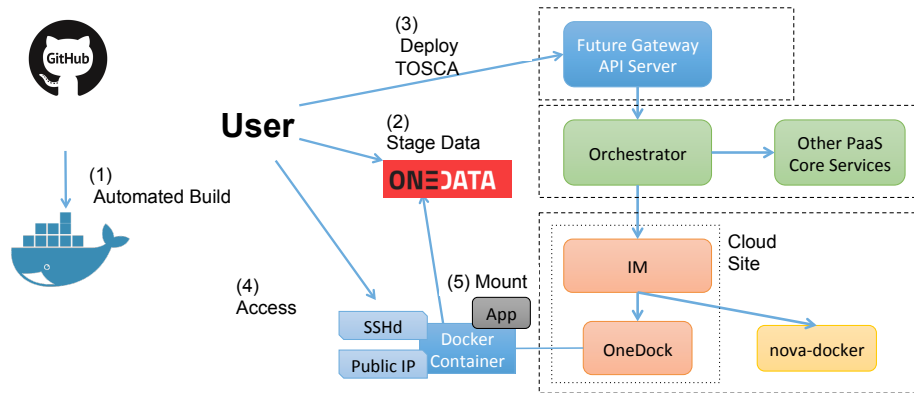 GitHub
(1)
Automated Build
User
(3)
Deploy
TOSCA
(2)
Stage Data
ONEDATA
(4)
Access
(5) Mount
App
SSHd
Public IP
Docker
Container
Future Gateway
API Server
Orchestrator
Other PaaS
Core Services
Cloud
Site
IM
OneDock
nova-docker